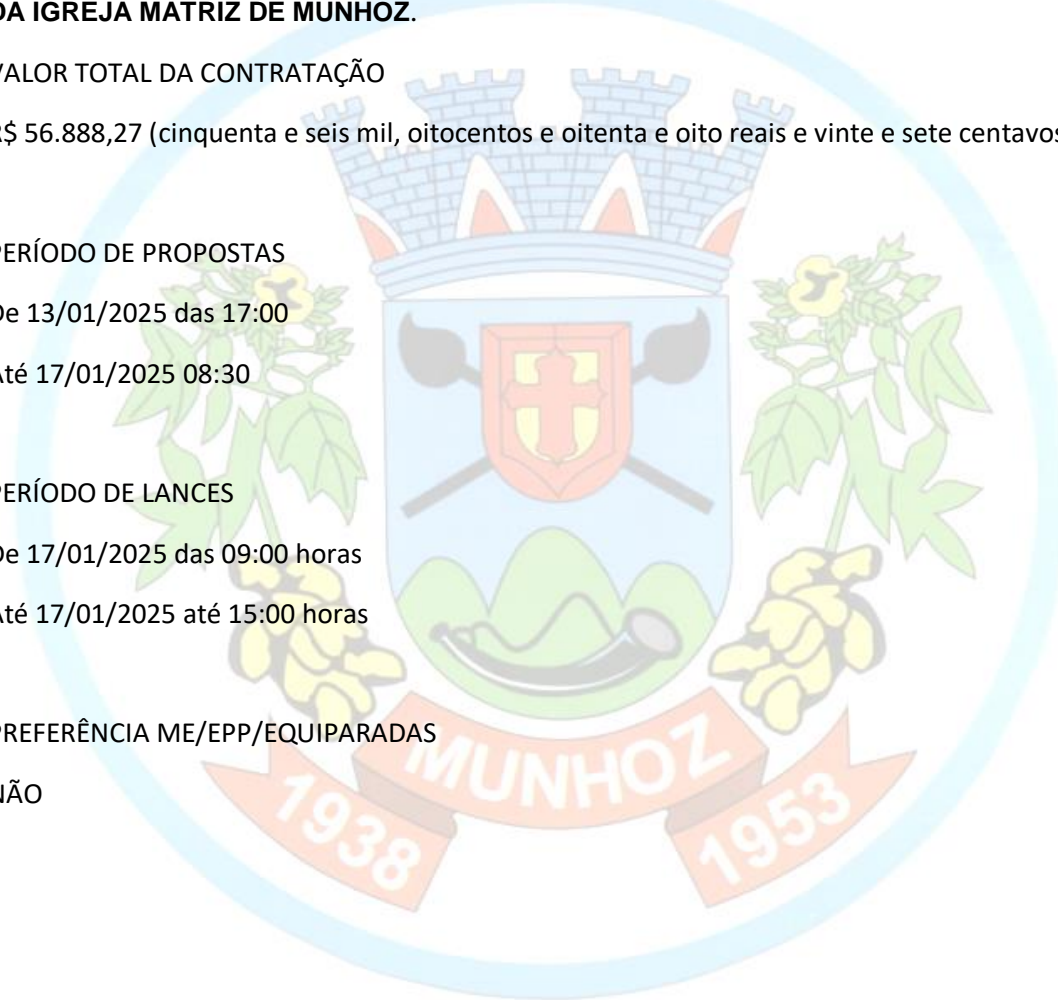 DA IGREJA MATRIZ DE MUNHOZ.
VALOR TOTAL DA CONTRATAÇÃO
R$ 56.888,27 (cinquenta e seis mil, oitocentos e oitenta e oito reais e vinte e sete centavos
PERÍODO DE PROPOSTAS
De 13/01/2025 das 17:00
Até 17/01/2025 08:30
PERÍODO DE LANCES
De 17/01/2025 das 09:00 horas
Até 17/01/2025 até 15:00 horas
PREFERÊNCIA ME/EPP/EQUIPARADAS
NÃO
MUNHOZ
1938
1953